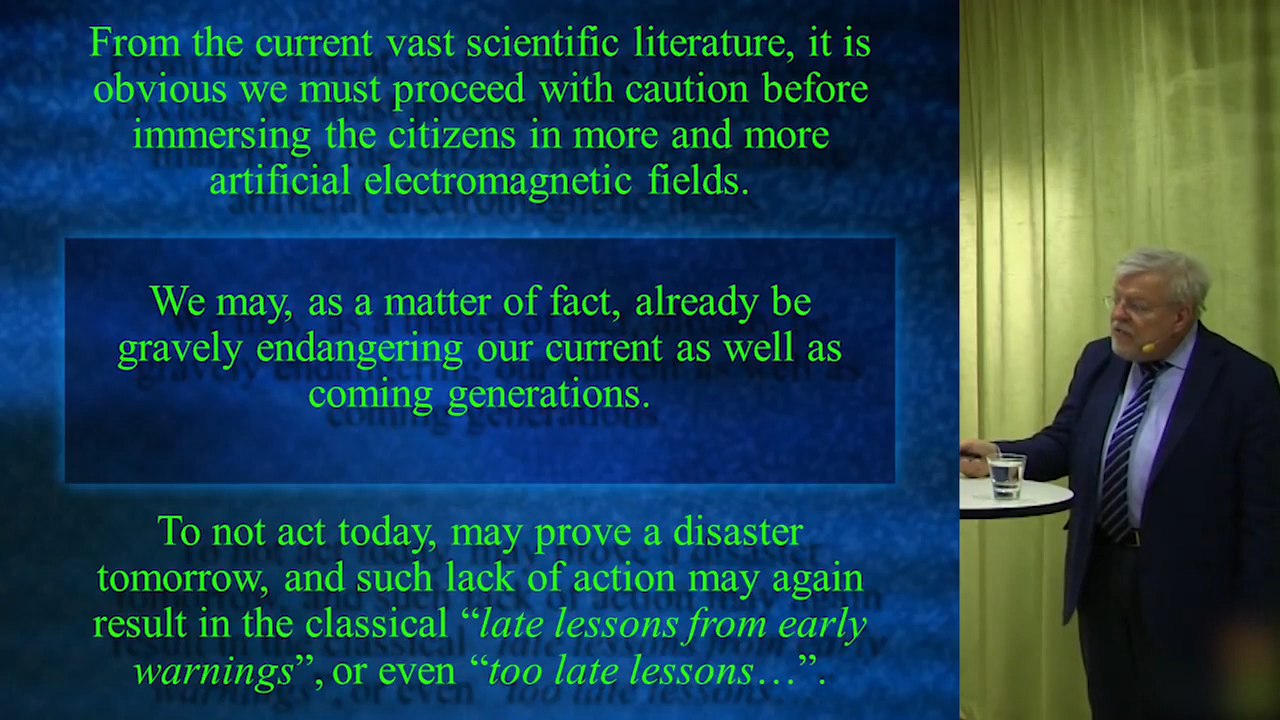 From the current vast scientific literature, it is
obvious we must proceed with caution before
immersing the citizens in more and more
artificial electromagnetic fields.
We may, as a matter of fact, already be
gravely endangering our current as well as
coming generations.
To not act today, may prove a disaster
tomorrow, and such lack of action may again
result in the classical “late lessons from early
warnings”, or even “too late lessons…”.